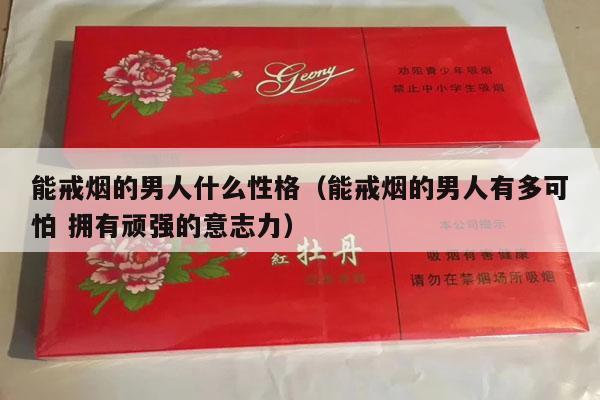 Geony
劝阻青少年吸烟
禁止中小学生吸烟
能戒烟的男人什么性格（能戒烟的男人有多可
怕 拥有顽强的意志力）
本公司提示
紅牡丹
吸烟有害健康
请勿在禁烟场所吸烟